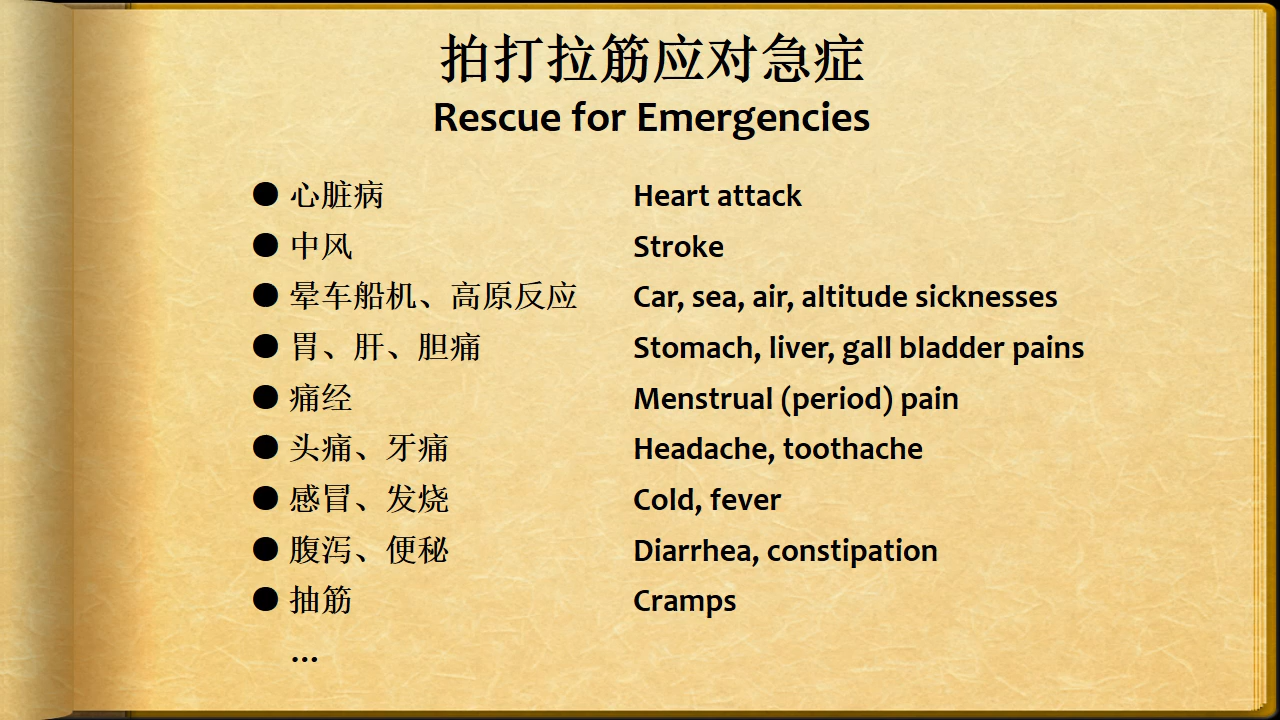 拍打拉筋应对急症
Rescue for Emergencies
● 心脏病 Heart attack
● 中风 Stroke
● 晕车船机、高原反应 Car, sea, air, altitude sicknesses
● 胃、肝、胆痛 Stomach, liver, gall bladder pains
● 痛经 Menstrual (period) pain
● 头痛、牙痛 Headache, toothache
● 感冒、发烧 Cold, fever
● 腹泻、便秘 Diarrhea, constipation
● 抽筋 Cramps
...